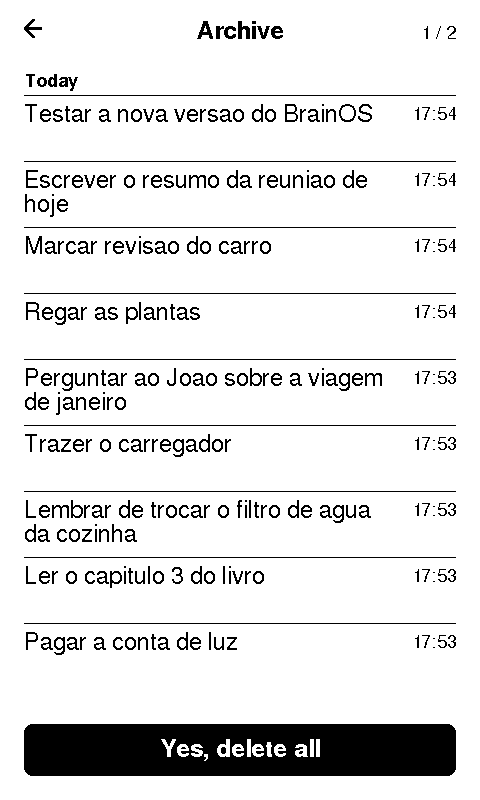 Archive
1 / 2
Today
Testar a nova versao do BrainOS
17:54
Escrever o resumo da reuniao de
hoje
17:54
Marcar revisao do carro
17:54
Regar as plantas
17:54
Perguntar ao Joao sobre a viagem
de janeiro
17:53
Trazer o carregador
17:53
Lembrar de trocar o filtro de agua
da cozinha
17:53
Ler o capitulo 3 do livro
17:53
Pagar a conta de luz
17:53
Yes, delete all